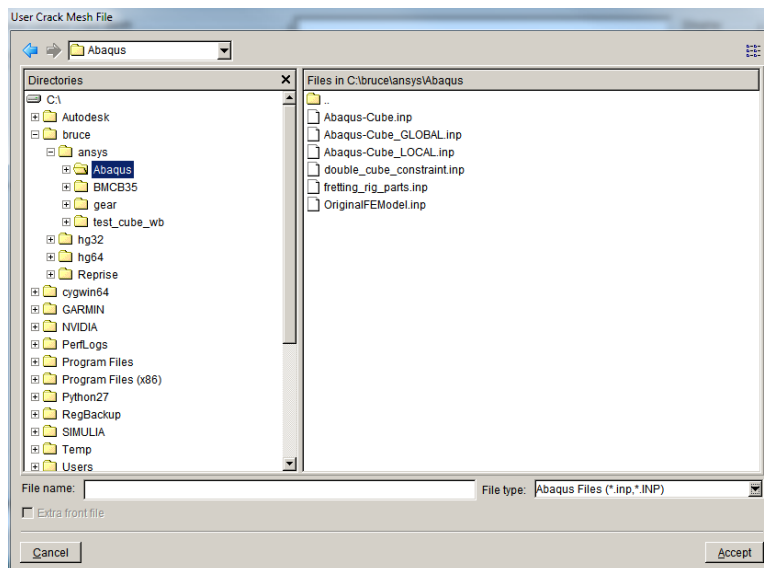 User Crack Mesh File
Abaqus
Directories
Files in C:\bruce\ansys\Abaqus
C:\
Autodesk
bruce
ansys
Abaqus
BMCB35
gear
test_cube_wb
hg32
hg64
Reprise
cygwin64
GARMIN
NVIDIA
PerfLogs
Program Files
Program Files (x86)
Python27
RegBackup
SIMULIA
Temp
Users
..
Abaqus-Cube.inp
Abaqus-Cube_GLOBAL.inp
Abaqus-Cube_LOCAL.inp
double_cube_constraint.inp
fretting_rig_parts.inp
OriginalFEModel.inp
File name:
File type: Abaqus Files (*.inp,*.INP)
Extra front file
Cancel
Accept